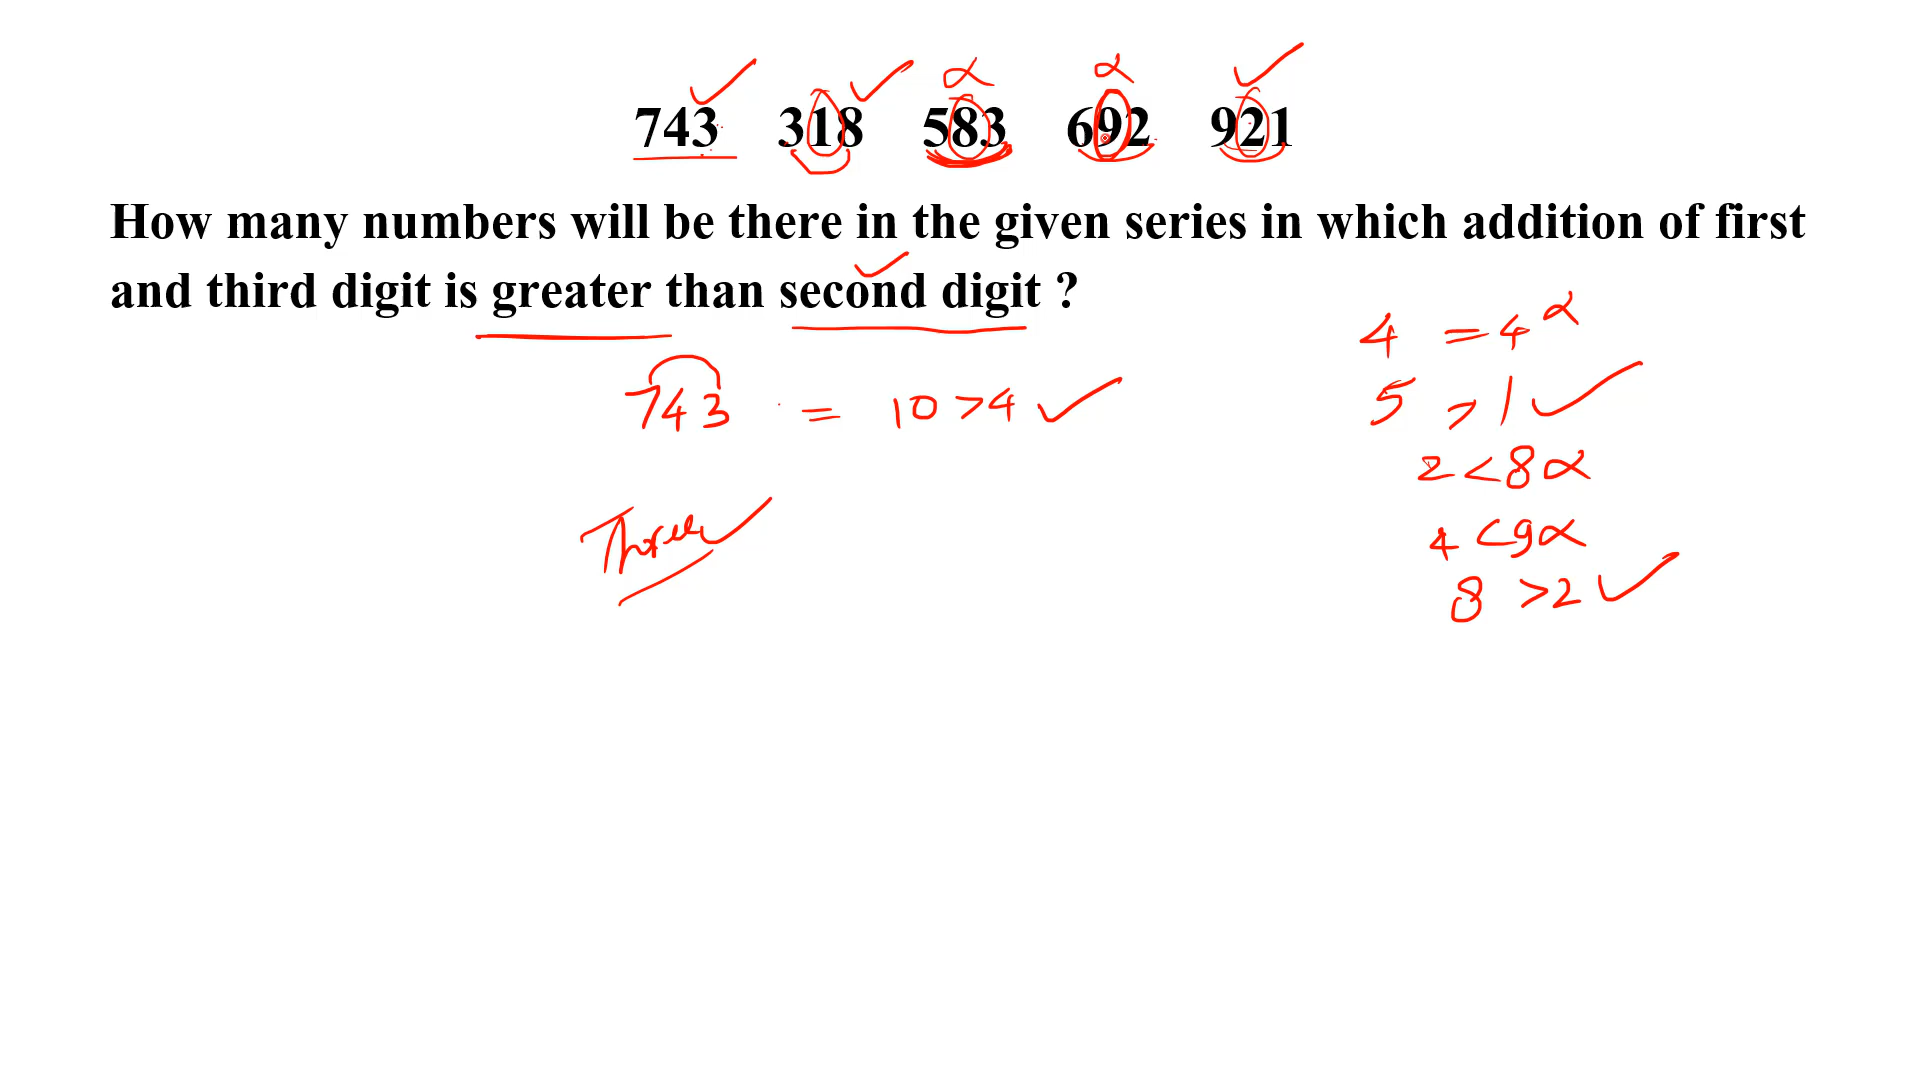 743 318 583 692 921
How many numbers will be there in the given series in which addition of first
and third digit is greater than second digit ?
4 = 4
743 = 10 > 4
5 > 1
2 < 8
Three
4 < 9
8 > 2